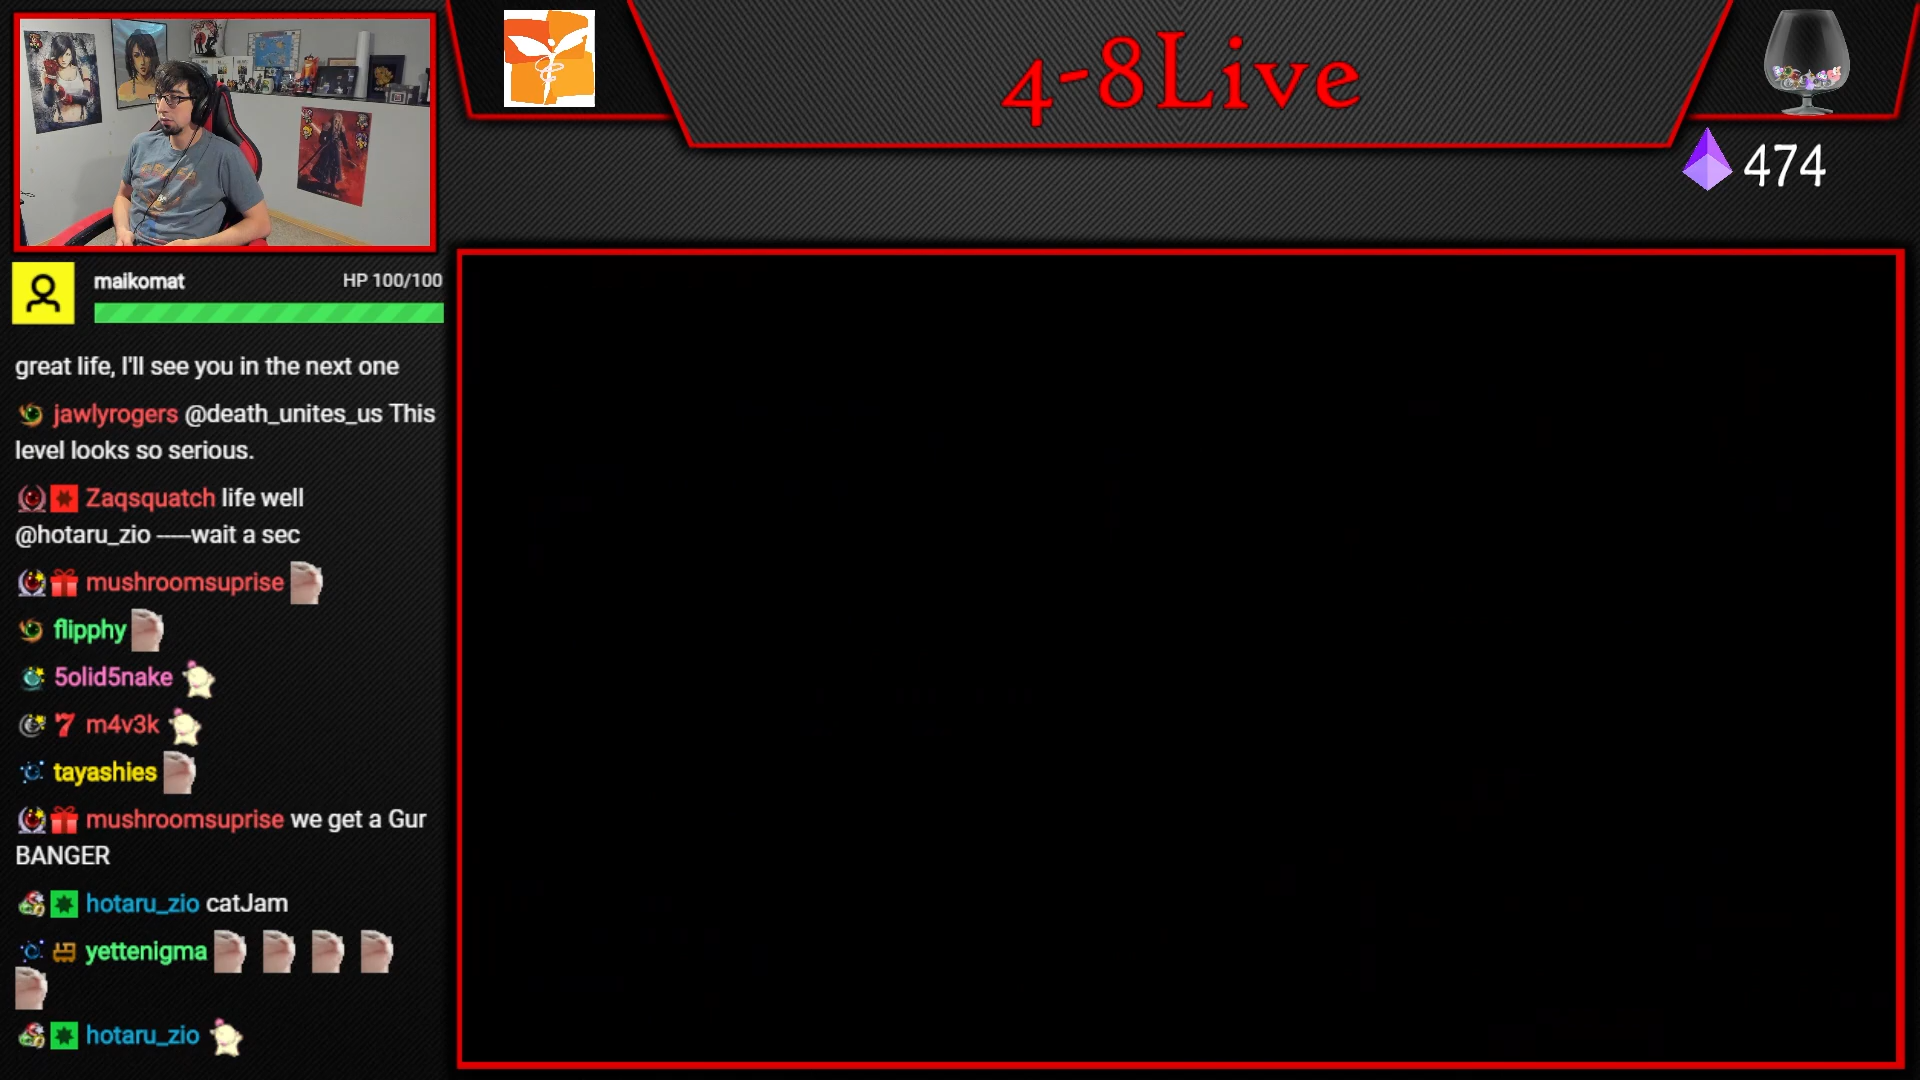 4-8Live
474
maikomat
HP 100/100
great life, I'll see you in the next one
jawlyrogers @death_unites_us This
level looks so serious.
Zaqsquatch life well
@hotaru_zio -----wait a sec
mushroomsuprise
flipphy
5olid5nake
7 m4v3k
tayashies
mushroomsuprise we get a Gur
BANGER
hotaru_zio catJam
yettenigma
hotaru_zio